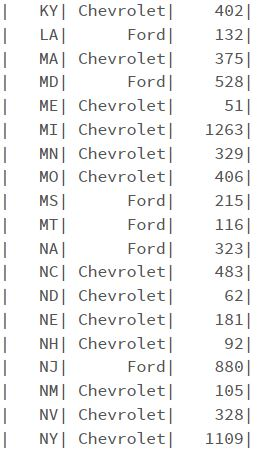 |   KY| Chevrolet|    402|
|   LA|      Ford|    132|
|   MA| Chevrolet|    375|
|   MD|      Ford|    528|
|   ME| Chevrolet|     51|
|   MI| Chevrolet|   1263|
|   MN| Chevrolet|    329|
|   MO| Chevrolet|    406|
|   MS|      Ford|    215|
|   MT|      Ford|    116|
|   NA|      Ford|    323|
|   NC| Chevrolet|    483|
|   ND| Chevrolet|     62|
|   NE| Chevrolet|    181|
|   NH| Chevrolet|     92|
|   NJ|      Ford|    880|
|   NM| Chevrolet|    105|
|   NV| Chevrolet|    328|
|   NY| Chevrolet|   1109|